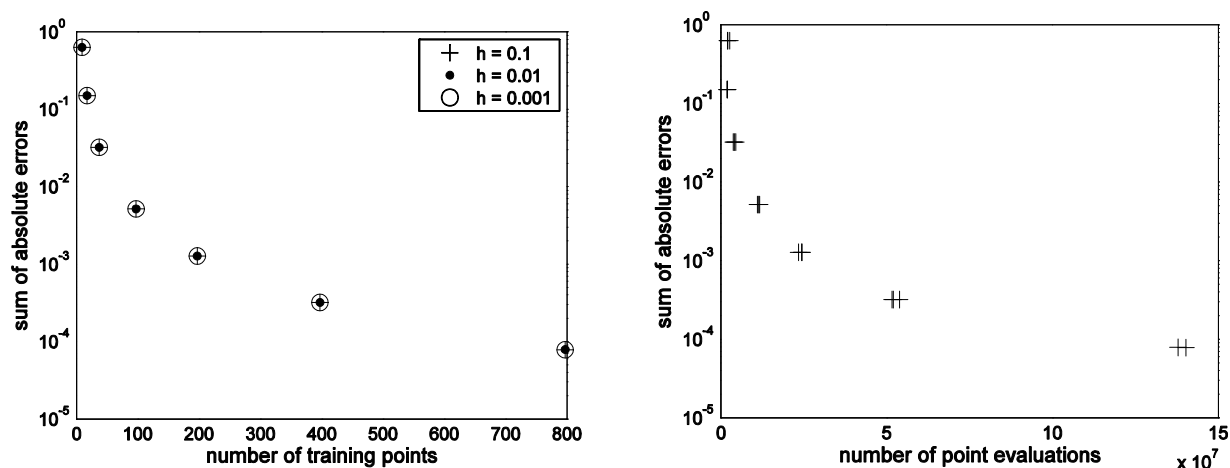 10^0
10^-1
10^-2
10^-3
10^-4
10^-5
sum of absolute errors
h = 0.1
h = 0.01
h = 0.001
0 100 200 300 400 500 600 700 800
number of training points
10^0
10^-1
10^-2
10^-3
10^-4
10^-5
sum of absolute errors
0 5 10 15
x 10^7
number of point evaluations